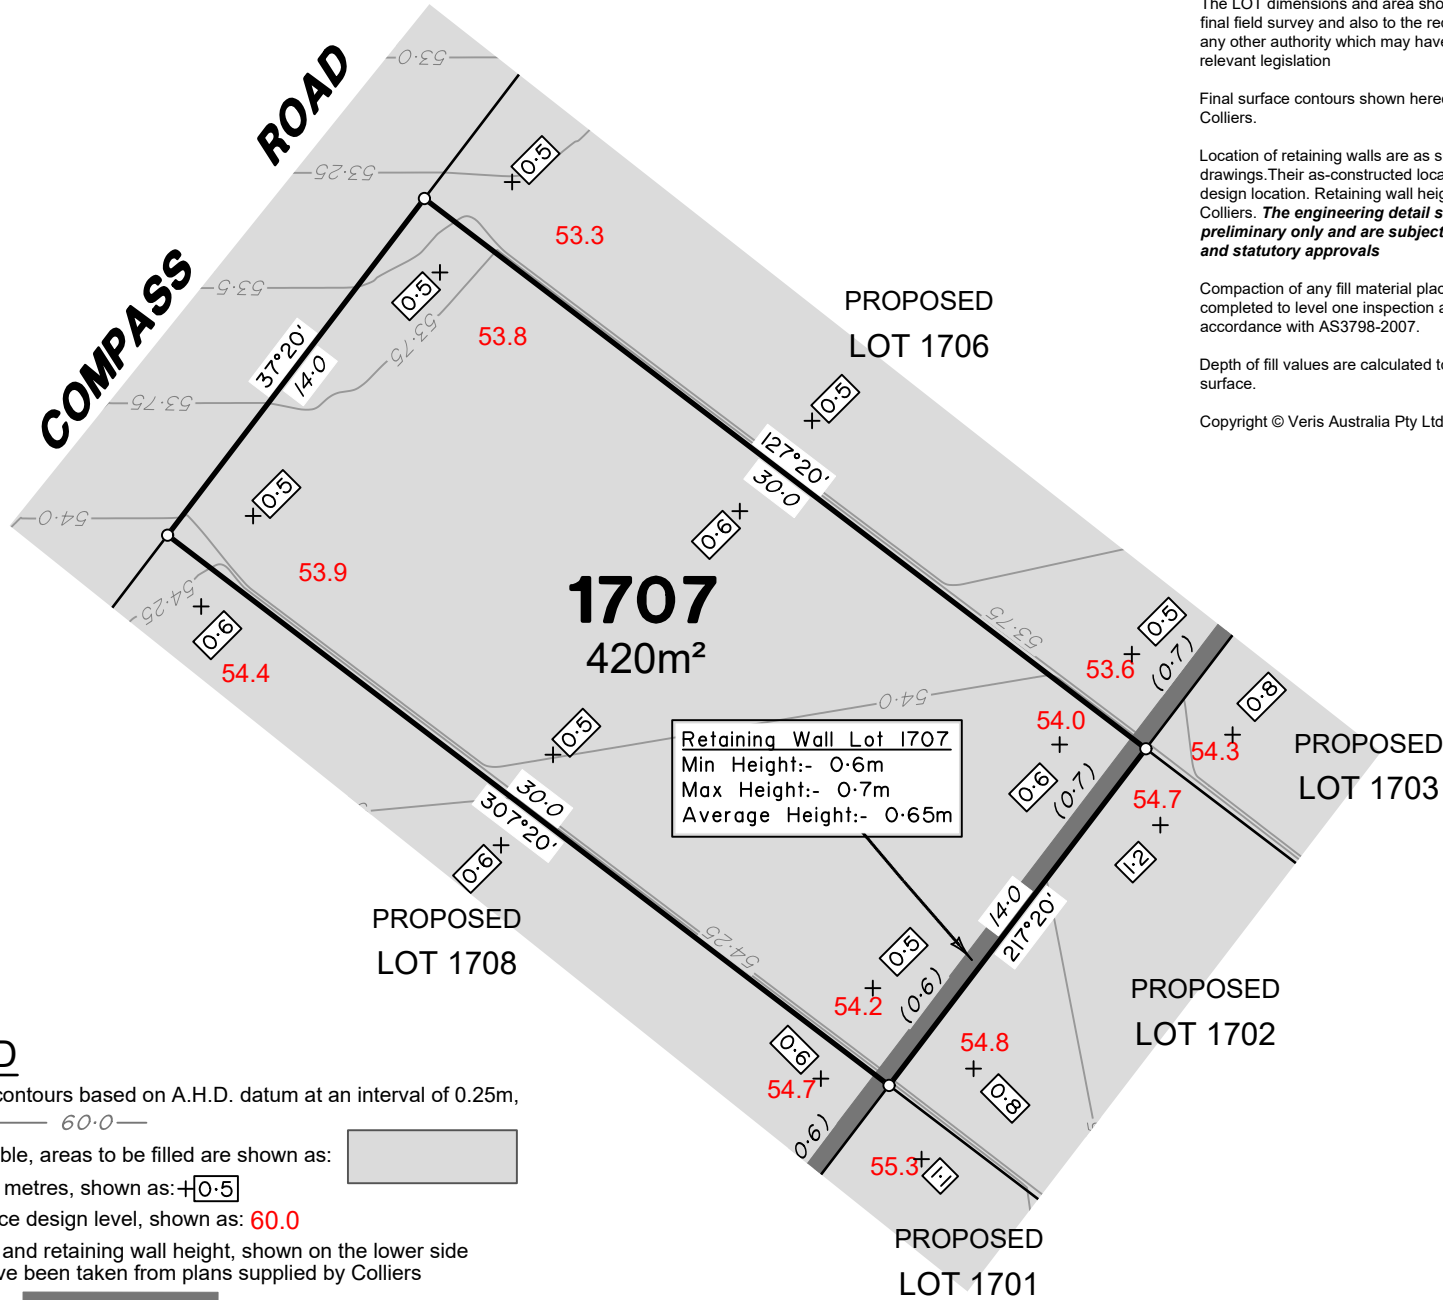 The LOT dimensions and area
final field survey and also to the
any other authority which may have
relevant legislation
Final surface contours shown
Colliers.
Location of retaining walls are as
drawings.Their as-constructed
design location. Retaining wall
Colliers. The engineering detail
preliminary only and are subject
and statutory approvals
Compaction of any fill material
completed to level one inspection
accordance with AS3798-2007.
Depth of fill values are calculated
surface.
Copyright © Veris Australia Pty Ltd
COMPASS ROAD
53·0
53·25
53·5
53·75
54·0
54·25
0·5
53.3
0·5
53.8
53·75
37°20'
14·0
PROPOSED
LOT 1706
0·5
127°20'
30·0
0·5
53.9
0·6
1707
420m²
0·6
54.4
53·75
0·5
53.6
(0·7)
0·8
54.3
PROPOSED
LOT 1703
54·0
54.0
0·6
(0·7)
54.7
1·2
0·5
Retaining Wall Lot 1707
Min Height:- 0·6m
Max Height:- 0·7m
Average Height:- 0·65m
30·0
307°20'
0·6
PROPOSED
LOT 1708
14·0
217°20'
54·25
0·5
54.2
(0·6)
PROPOSED
LOT 1702
54.8
0·8
0·6
54.7
0·6)
55.3
1·1
PROPOSED
LOT 1701
D
contours based on A.H.D. datum at an interval of 0.25m,
60·0
areas to be filled are shown as:
metres, shown as: 0·5
design level, shown as: 60.0
and retaining wall height, shown on the lower side
been taken from plans supplied by Colliers